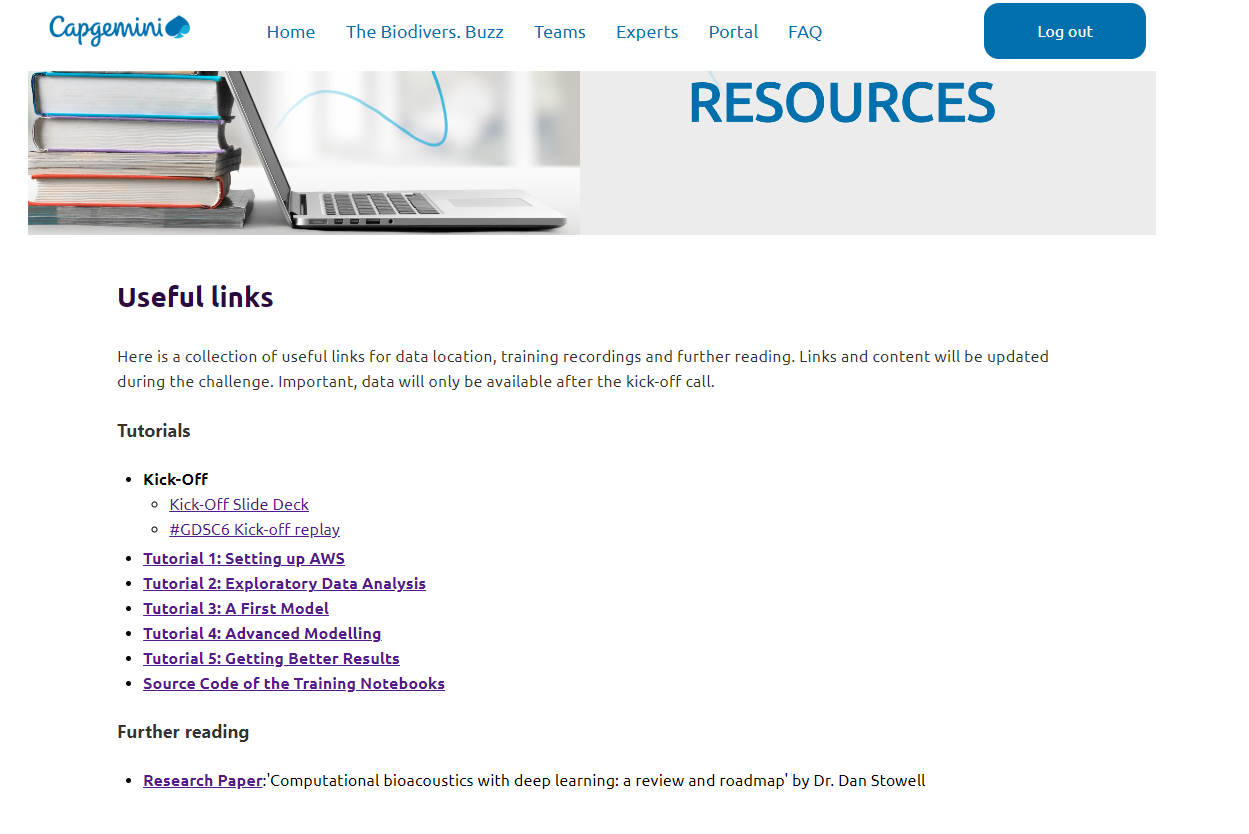 Capgemini
Home The Biodivers. Buzz Teams Experts Portal FAQ Log out
RESOURCES
Useful links
Here is a collection of useful links for data location, training recordings and further reading. Links and content will be updated
during the challenge. Important, data will only be available after the kick-off call.
Tutorials
Kick-Off
Kick-Off Slide Deck
#GDSC6 Kick-off replay
Tutorial 1: Setting up AWS
Tutorial 2: Exploratory Data Analysis
Tutorial 3: A First Model
Tutorial 4: Advanced Modelling
Tutorial 5: Getting Better Results
Source Code of the Training Notebooks
Further reading
Research Paper:'Computational bioacoustics with deep learning: a review and roadmap' by Dr. Dan Stowell